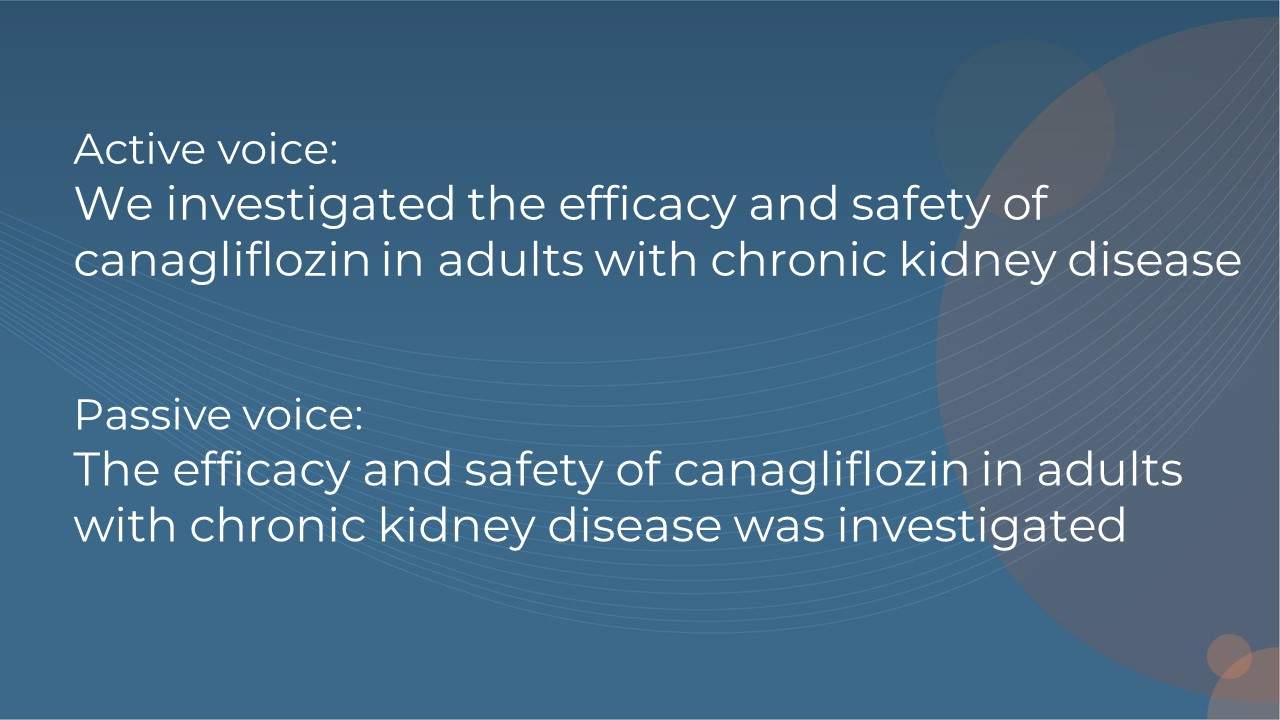 Active voice:
We investigated the efficacy and safety of
canagliflozin in adults with chronic kidney disease
Passive voice:
The efficacy and safety of canagliflozin in adults
with chronic kidney disease was investigated